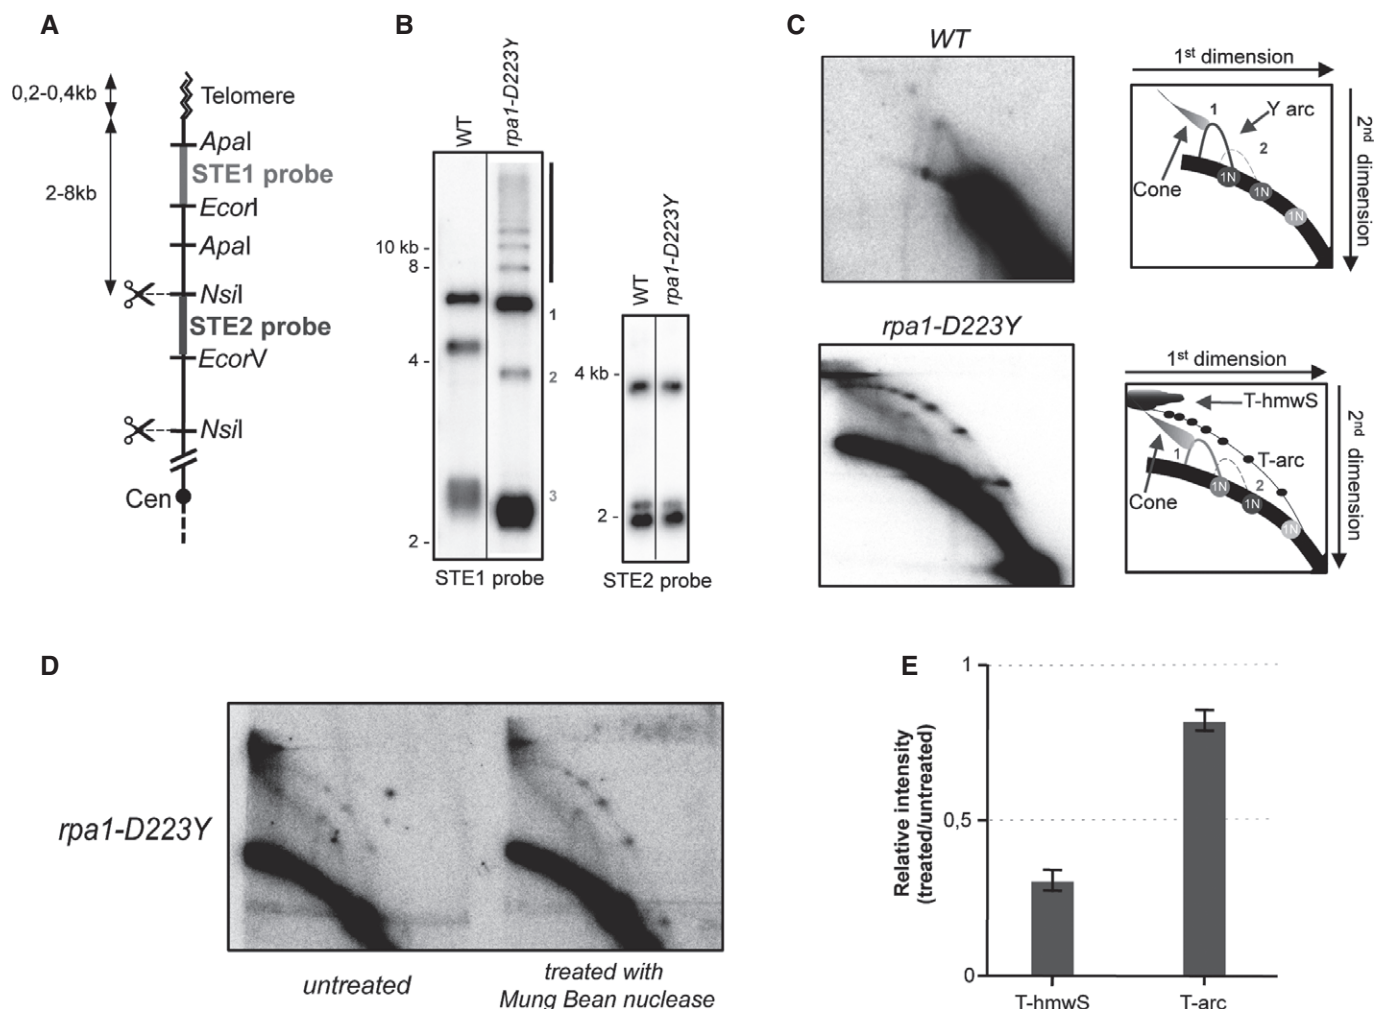 A
0,2-0,4kb
Telomere
ApaI
STE1 probe
2-8kb
EcorI
ApaI
NsiI
STE2 probe
EcorV
NsiI
Cen
B
WT
rpa1-D223Y
10 kb -
8 -
4 -
2 -
1
2
3
STE1 probe
WT
rpa1-D223Y
4 kb -
2 -
STE2 probe
C
WT
1st dimension
2nd dimension
1
Y arc
2
Cone
1N
1N
1N
rpa1-D223Y
1st dimension
2nd dimension
T-hmwS
1
T-arc
2
Cone
1N
1N
1N
D
rpa1-D223Y
untreated
treated with
Mung Bean nuclease
E
Relative intensity
(treated/untreated)
1
0,5
0
T-hmwS
T-arc